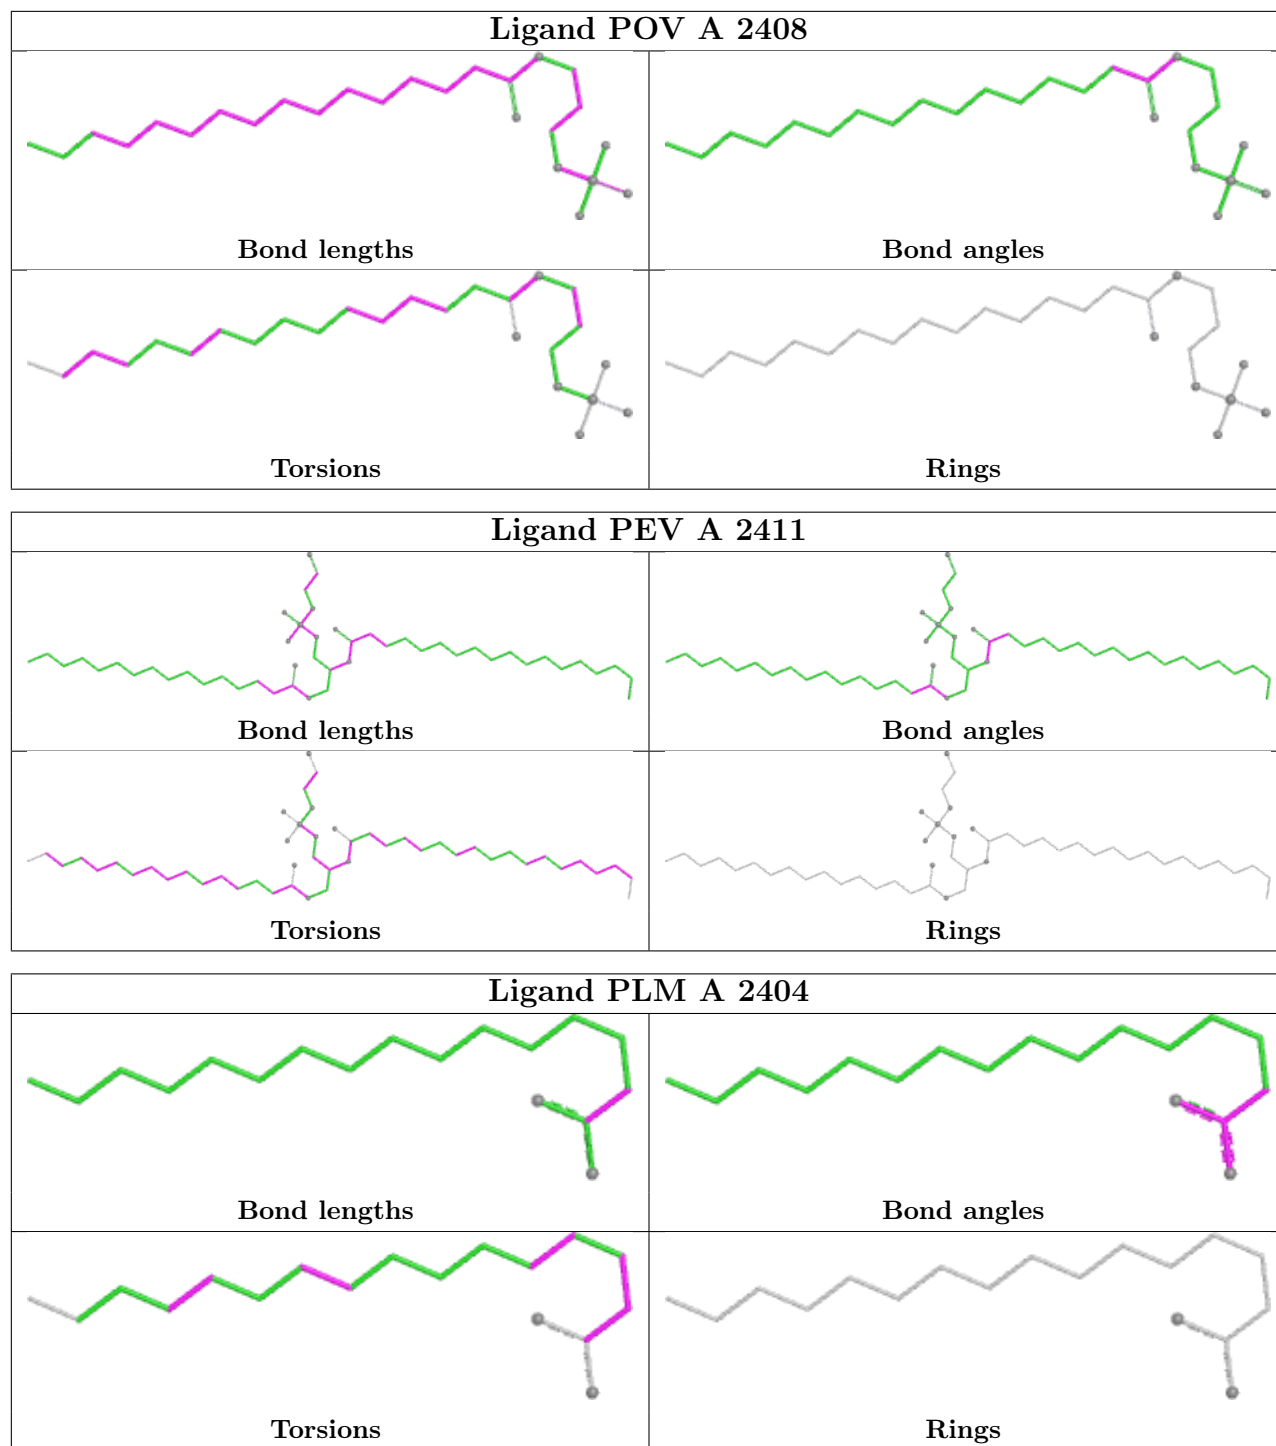 Ligand POV A 2408
Bond lengths
Bond angles
Torsions
Rings
Ligand PEV A 2411
Bond lengths
Bond angles
Torsions
Rings
Ligand PLM A 2404
Bond lengths
Bond angles
Torsions
Rings